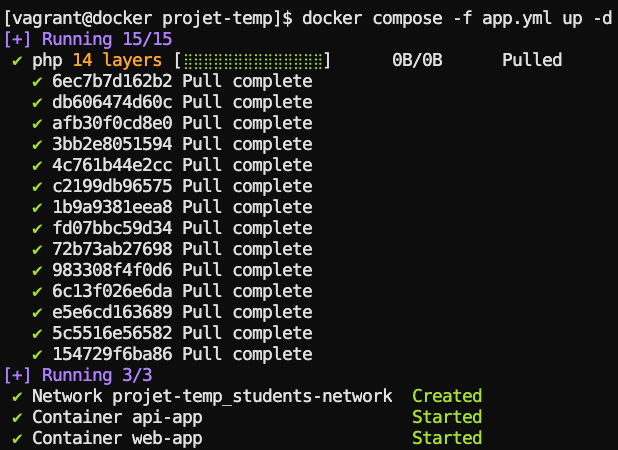 [vagrant@docker projet-temp]$ docker compose -f app.yml up -d
[+] Running 15/15
✔ php 14 layers [⣿⣿⣿⣿⣿⣿⣿⣿⣿⣿⣿⣿⣿⣿] 0B/0B Pulled
✔ 6ec7b7d162b2 Pull complete
✔ db606474d60c Pull complete
✔ afb30f0cd8e0 Pull complete
✔ 3bb2e8051594 Pull complete
✔ 4c761b44e2cc Pull complete
✔ c2199db96575 Pull complete
✔ 1b9a9381eea8 Pull complete
✔ fd07bbc59d34 Pull complete
✔ 72b73ab27698 Pull complete
✔ 983308f4f0d6 Pull complete
✔ 6c13f026e6da Pull complete
✔ e5e6cd163689 Pull complete
✔ 5c5516e56582 Pull complete
✔ 154729f6ba86 Pull complete
[+] Running 3/3
✔ Network projet-temp_students-network Created
✔ Container api-app Started
✔ Container web-app Started